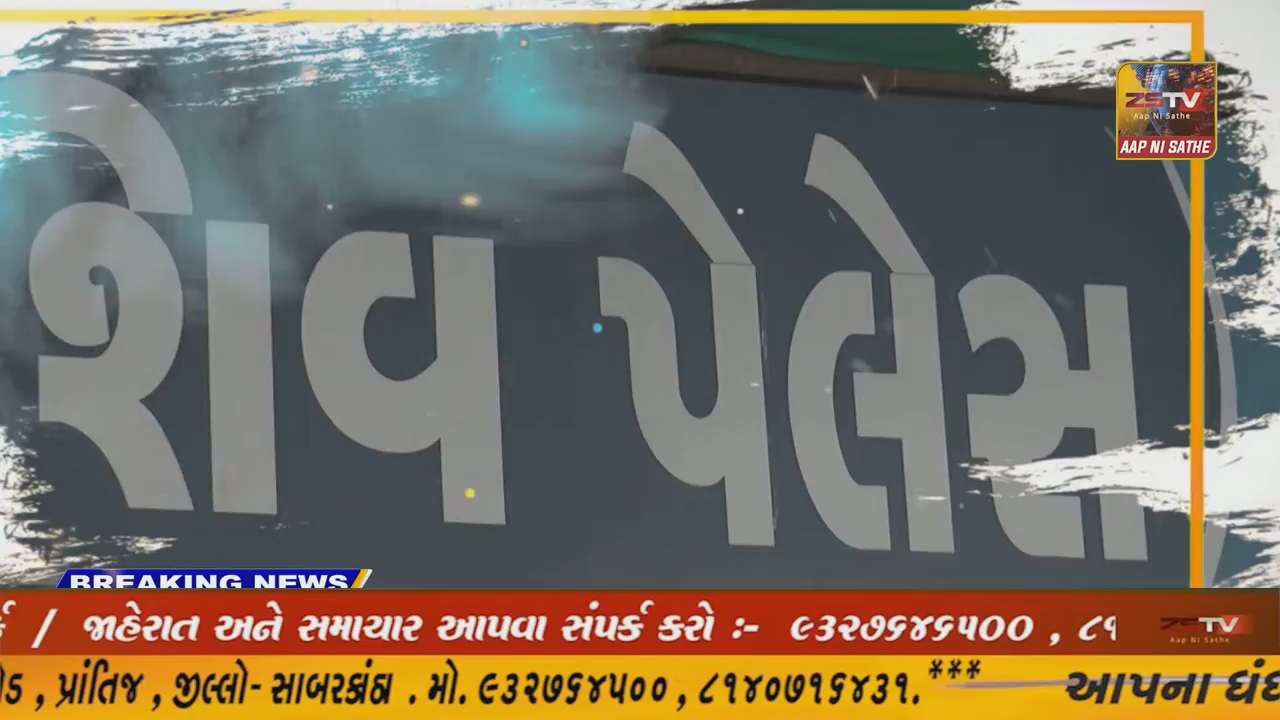 ZSTV
Aap Ni Sathe
AAP NI SATHE
શિવ પેલેસ
BREAKING NEWS
/ જાહેરાત અને સમાચાર આપવા સંપર્ક કરો :- ૯૩૨૭૬૪૬૫૦૦ , ૮૧
ZSTV
Aap Ni Sathe
, પ્રાંતિજ , જીલ્લો- સાબરકાંઠા . મો. ૯૩૨૭૬૪૫૦૦ , ૮૧૪૦૭૧૬૪૩૧. *** આપના